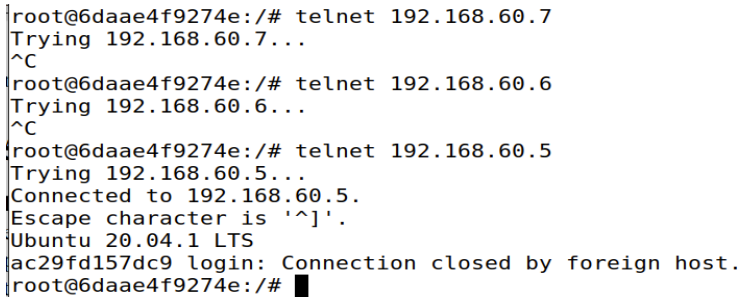 root@6daae4f9274e:/# telnet 192.168.60.7
Trying 192.168.60.7...
^C
root@6daae4f9274e:/# telnet 192.168.60.6
Trying 192.168.60.6...
^C
root@6daae4f9274e:/# telnet 192.168.60.5
Trying 192.168.60.5...
Connected to 192.168.60.5.
Escape character is '^]'.
Ubuntu 20.04.1 LTS
ac29fd157dc9 login: Connection closed by foreign host.
root@6daae4f9274e:/#